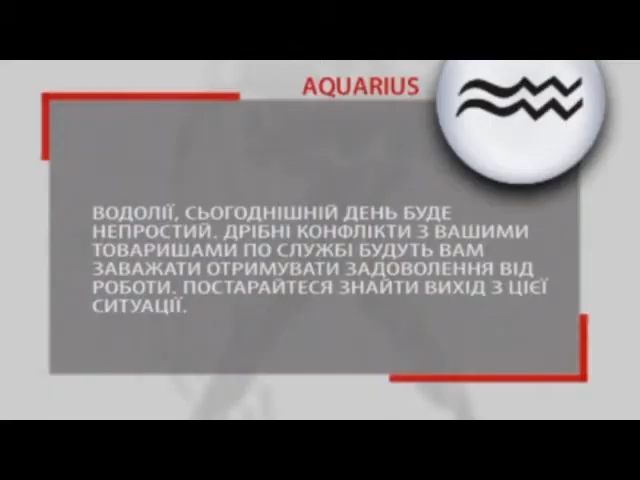 AQUARIUS
ВОДОЛІЇ, СЬОГОДНІШНІЙ ДЕНЬ БУДЕ
НЕПРОСТИЙ. ДРІБНІ КОНФЛІКТИ З ВАШИМИ
ТОВАРИШАМИ ПО СЛУЖБІ БУДУТЬ ВАМ
ЗАВАЖАТИ ОТРИМУВАТИ ЗАДОВОЛЕННЯ ВІД
РОБОТИ. ПОСТАРАЙТЕСЯ ЗНАЙТИ ВИХІД З ЦІЄЇ
СИТУАЦІЇ.